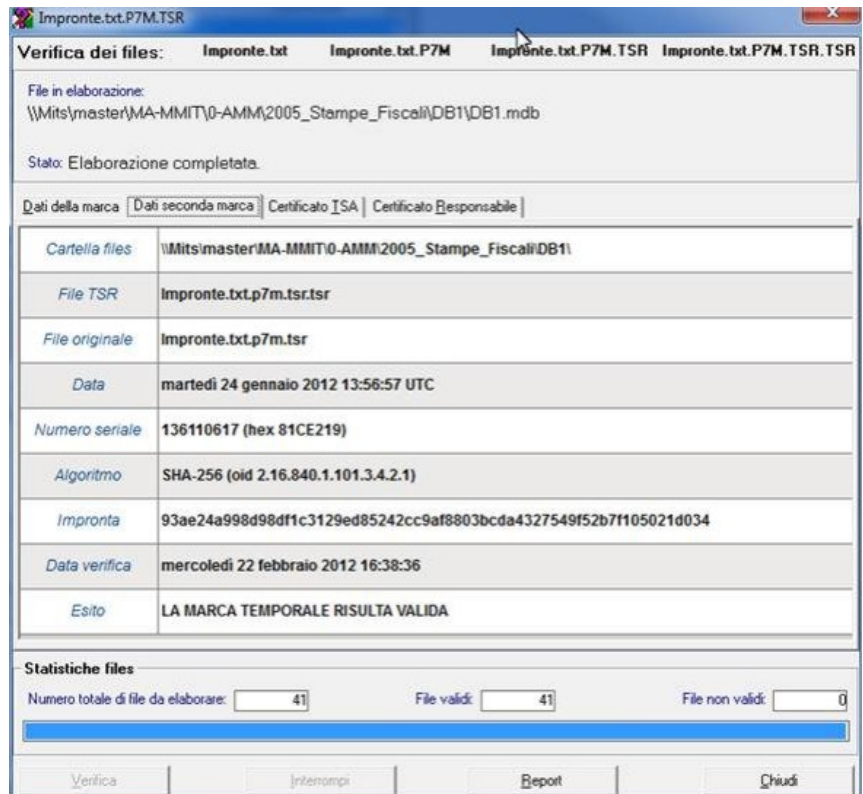 Impronte.txt.P7M.TSR
Verifica dei files: Impronte.txt Impronte.txt.P7M Impronte.txt.P7M.TSR Impronte.txt.P7M.TSR.TSR
File in elaborazione:
\\Mits\master\MA-MMIT\0-AMM\2005_Stampe_Fiscali\DB1\DB1.mdb
Stato: Elaborazione completata.
Dati della marca Dati seconda marca Certificato TSA Certificato Responsabile
Cartella files \\Mits\master\MA-MMIT\0-AMM\2005_Stampe_Fiscali\DB1\
File TSR Impronte.txt.p7m.tsr.tsr
File originale Impronte.txt.p7m.tsr
Data martedì 24 gennaio 2012 13:56:57 UTC
Numero seriale 136110617 (hex 81CE219)
Algoritmo SHA-256 (oid 2.16.840.1.101.3.4.2.1)
Impronta 93ae24a998d98df1c3129ed85242cc9af8803bcda4327549f52b7f105021d034
Data verifica mercoledì 22 febbraio 2012 16:38:36
Esito LA MARCA TEMPORALE RISULTA VALIDA
Statistiche files
Numero totale di file da elaborare: 41 File validi: 41 File non validi: 0
Verifica Interrompi Report Chiudi